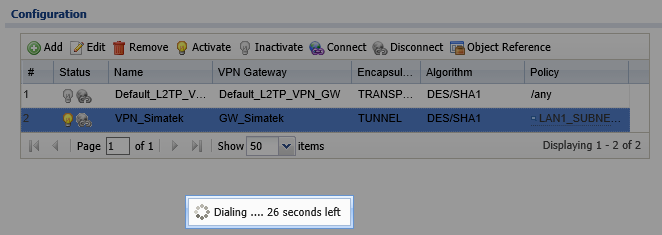 Configuration
Add Edit Remove Activate Inactivate Connect Disconnect Object Reference
# Status Name VPN Gateway Encapsul... Algorithm Policy
1 Default_L2TP_V... Default_L2TP_VPN_GW TRANSP... DES/SHA1 /any
2 VPN_Simatek GW_Simatek TUNNEL DES/SHA1 LAN1_SUBNE...
Page 1 of 1 Show 50 items Displaying 1 - 2 of 2
Dialing .... 26 seconds left